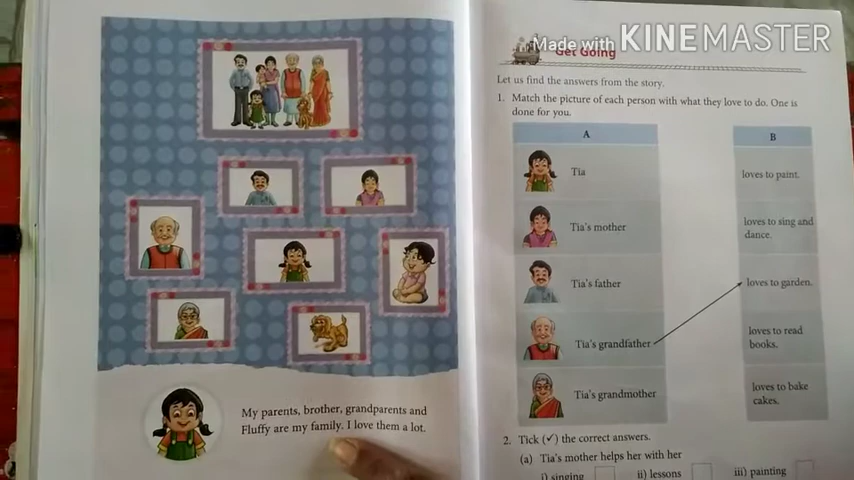 My parents, brother, grandparents and
Fluffy are my family. I love them a lot.
Made with KINEMASTER
Get Going
Let us find the answers from the story.
1. Match the picture of each person with what they love to do. One is
done for you.
A
B
Tia
loves to paint.
Tia's mother
loves to sing and
dance.
Tia's father
loves to garden.
Tia's grandfather
loves to read
books.
Tia's grandmother
loves to bake
cakes.
2. Tick (✓) the correct answers.
(a) Tia's mother helps her with her
i) singing ii) lessons iii) painting